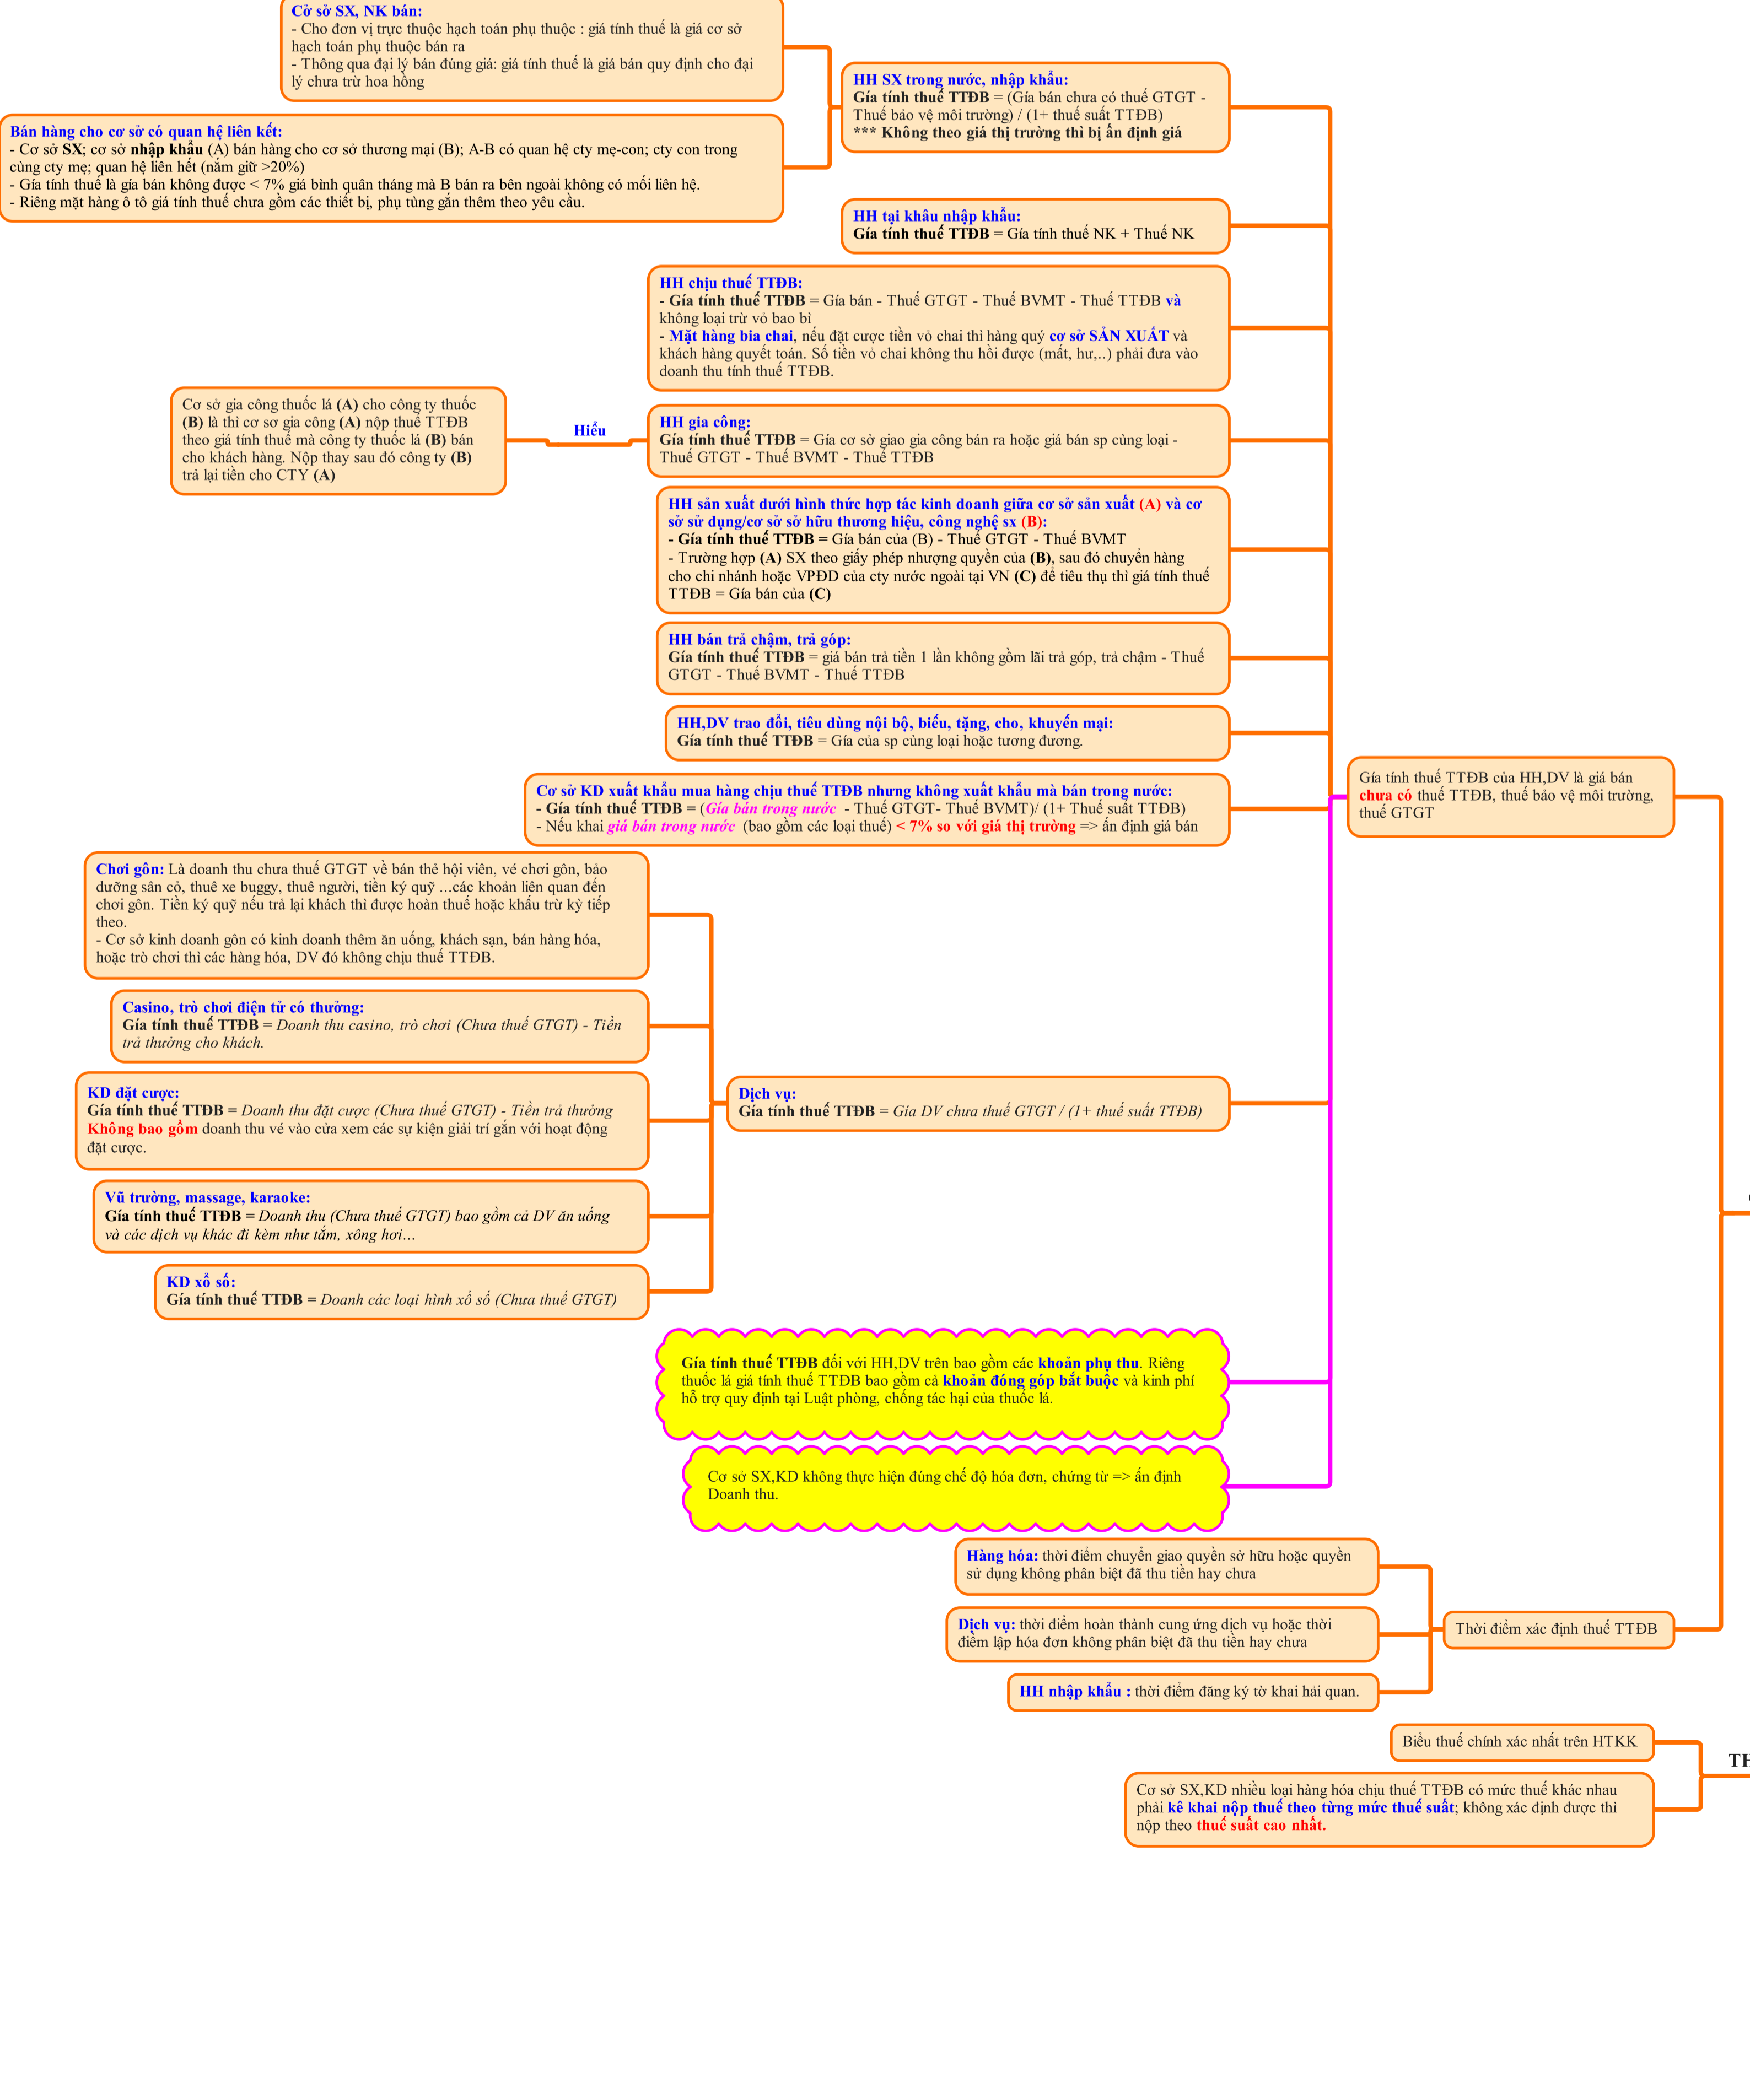 Cở sở SX, NK bán:
- Cho đơn vị trực thuộc hạch toán phụ thuộc : giá tính thuế là giá cơ sở
hạch toán phụ thuộc bán ra
- Thông qua đại lý bán đúng giá: giá tính thuế là giá bán quy định cho đại
lý chưa trừ hoa hồng
Bán hàng cho cơ sở có quan hệ liên kết:
- Cơ sở SX; cơ sở nhập khẩu (A) bán hàng cho cơ sở thương mại (B); A-B có quan hệ cty mẹ-con; cty con trong
cùng cty mẹ; quan hệ liên hết (nắm giữ >20%)
- Gía tính thuế là gía bán không được < 7% giá bình quân tháng mà B bán ra bên ngoài không có mối liên hệ.
- Riêng mặt hàng ô tô giá tính thuế chưa gồm các thiết bị, phụ tùng gắn thêm theo yêu cầu.
HH SX trong nước, nhập khẩu:
Gía tính thuế TTĐB = (Gía bán chưa có thuế GTGT -
Thuế bảo vệ môi trường) / (1+ thuế suất TTĐB)
*** Không theo giá thị trường thì bị ấn định giá
HH tại khâu nhập khẩu:
Gía tính thuế TTĐB = Gía tính thuế NK + Thuế NK
HH chịu thuế TTĐB:
- Gía tính thuế TTĐB = Gía bán - Thuế GTGT - Thuế BVMT - Thuế TTĐB và
không loại trừ vỏ bao bì
- Mặt hàng bia chai, nếu đặt cược tiền vỏ chai thì hàng quý cơ sở SẢN XUẤT và
khách hàng quyết toán. Số tiền vỏ chai không thu hồi được (mất, hư,..) phải đưa vào
doanh thu tính thuế TTĐB.
Cơ sở gia công thuốc lá (A) cho công ty thuốc
(B) là thì cơ sơ gia công (A) nộp thuế TTĐB
theo giá tính thuế mà công ty thuốc lá (B) bán
cho khách hàng. Nộp thay sau đó công ty (B)
trả lại tiền cho CTY (A)
Hiểu
HH gia công:
Gía tính thuế TTĐB = Gía cơ sở giao gia công bán ra hoặc giá bán sp cùng loại -
Thuế GTGT - Thuế BVMT - Thuế TTĐB
HH sản xuất dưới hình thức hợp tác kinh doanh giữa cơ sở sản xuất (A) và cơ
sở sử dụng/cơ sở sở hữu thương hiệu, công nghệ sx (B):
- Gía tính thuế TTĐB = Gía bán của (B) - Thuế GTGT - Thuế BVMT
- Trường hợp (A) SX theo giấy phép nhượng quyền của (B), sau đó chuyển hàng
cho chi nhánh hoặc VPĐD của cty nước ngoài tại VN (C) để tiêu thụ thì giá tính thuế
TTĐB = Gía bán của (C)
HH bán trả chậm, trả góp:
Gía tính thuế TTĐB = giá bán trả tiền 1 lần không gồm lãi trả góp, trả chậm - Thuế
GTGT - Thuế BVMT - Thuế TTĐB
HH,DV trao đổi, tiêu dùng nội bộ, biếu, tặng, cho, khuyến mại:
Gía tính thuế TTĐB = Gía của sp cùng loại hoặc tương đương.
Cơ sở KD xuất khẩu mua hàng chịu thuế TTĐB nhưng không xuất khẩu mà bán trong nước:
- Gía tính thuế TTĐB = (Gía bán trong nước - Thuế GTGT- Thuế BVMT)/ (1+ Thuế suất TTĐB)
- Nếu khai giá bán trong nước (bao gồm các loại thuế) < 7% so với giá thị trường => ấn định giá bán
Gía tính thuế TTĐB của HH,DV là giá bán
chưa có thuế TTĐB, thuế bảo vệ môi trường,
thuế GTGT
Chơi gôn: Là doanh thu chưa thuế GTGT về bán thẻ hội viên, vé chơi gôn, bảo
dưỡng sân cỏ, thuê xe buggy, thuê người, tiền ký quỹ ...các khoản liên quan đến
chơi gôn. Tiền ký quỹ nếu trả lại khách thì được hoàn thuế hoặc khấu trừ kỳ tiếp
theo.
- Cơ sở kinh doanh gôn có kinh doanh thêm ăn uống, khách sạn, bán hàng hóa,
hoặc trò chơi thì các hàng hóa, DV đó không chịu thuế TTĐB.
Casino, trò chơi điện tử có thưởng:
Gía tính thuế TTĐB = Doanh thu casino, trò chơi (Chưa thuế GTGT) - Tiền
trả thưởng cho khách.
KD đặt cược:
Gía tính thuế TTĐB = Doanh thu đặt cược (Chưa thuế GTGT) - Tiền trả thưởng
Không bao gồm doanh thu vé vào cửa xem các sự kiện giải trí gắn với hoạt động
đặt cược.
Dịch vụ:
Gía tính thuế TTĐB = Gía DV chưa thuế GTGT / (1+ thuế suất TTĐB)
Vũ trường, massage, karaoke:
Gía tính thuế TTĐB = Doanh thu (Chưa thuế GTGT) bao gồm cả DV ăn uống
và các dịch vụ khác đi kèm như tắm, xông hơi...
KD xổ số:
Gía tính thuế TTĐB = Doanh các loại hình xổ số (Chưa thuế GTGT)
Gía tính thuế TTĐB đối với HH,DV trên bao gồm các khoản phụ thu. Riêng
thuốc lá giá tính thuế TTĐB bao gồm cả khoản đóng góp bắt buộc và kinh phí
hỗ trợ quy định tại Luật phòng, chống tác hại của thuốc lá.
Cơ sở SX,KD không thực hiện đúng chế độ hóa đơn, chứng từ => ấn định
Doanh thu.
Hàng hóa: thời điểm chuyển giao quyền sở hữu hoặc quyền
sử dụng không phân biệt đã thu tiền hay chưa
Dịch vụ: thời điểm hoàn thành cung ứng dịch vụ hoặc thời
điểm lập hóa đơn không phân biệt đã thu tiền hay chưa
Thời điểm xác định thuế TTĐB
HH nhập khẩu : thời điểm đăng ký tờ khai hải quan.
Biểu thuế chính xác nhất trên HTKK
TH
Cơ sở SX,KD nhiều loại hàng hóa chịu thuế TTĐB có mức thuế khác nhau
phải kê khai nộp thuế theo từng mức thuế suất; không xác định được thì
nộp theo thuế suất cao nhất.